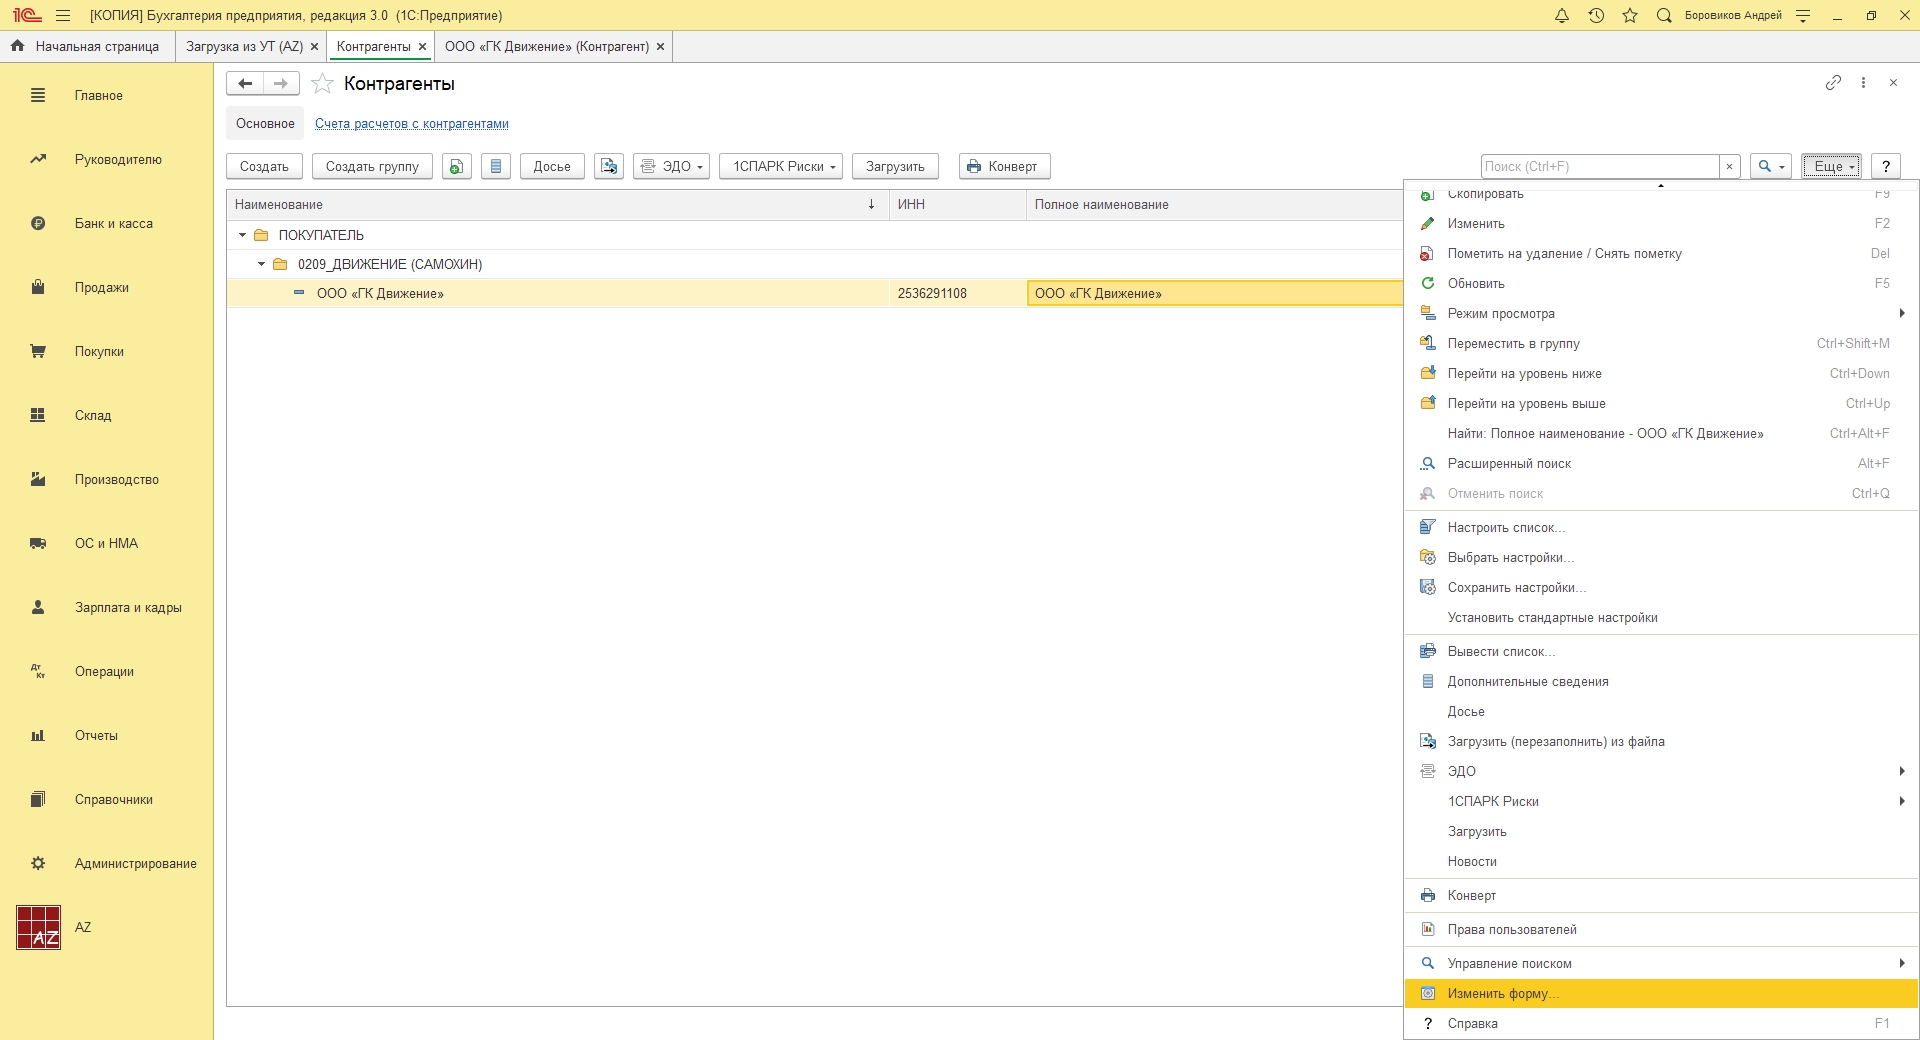 1С [КОПИЯ] Бухгалтерия предприятия, редакция 3.0 (1С:Предприятие) Боровиков Андрей
Начальная страница Загрузка из УТ (AZ) × Контрагенты × ООО «ГК Движение» (Контрагент) ×
Главное
Руководителю
Банк и касса
Продажи
Покупки
Склад
Производство
ОС и НМА
Зарплата и кадры
Дт Кт Операции
Отчеты
Справочники
Администрирование
AZ AZ
Контрагенты
Основное Счета расчетов с контрагентами
Создать Создать группу Досье ЭДО 1СПАРК Риски Загрузить Конверт Поиск (Ctrl+F) × Еще ?
Наименование ↓ ИНН Полное наименование
ПОКУПАТЕЛЬ
0209_ДВИЖЕНИЕ (САМОХИН)
ООО «ГК Движение» 2536291108 ООО «ГК Движение»
Скопировать F9
Изменить F2
Пометить на удаление / Снять пометку Del
Обновить F5
Режим просмотра
Переместить в группу Ctrl+Shift+M
Перейти на уровень ниже Ctrl+Down
Перейти на уровень выше Ctrl+Up
Найти: Полное наименование - ООО «ГК Движение» Ctrl+Alt+F
Расширенный поиск Alt+F
Отменить поиск Ctrl+Q
Настроить список...
Выбрать настройки...
Сохранить настройки...
Установить стандартные настройки
Вывести список...
Дополнительные сведения
Досье
Загрузить (перезаполнить) из файла
ЭДО
1СПАРК Риски
Загрузить
Новости
Конверт
Права пользователей
Управление поиском
Изменить форму...
? Справка F1